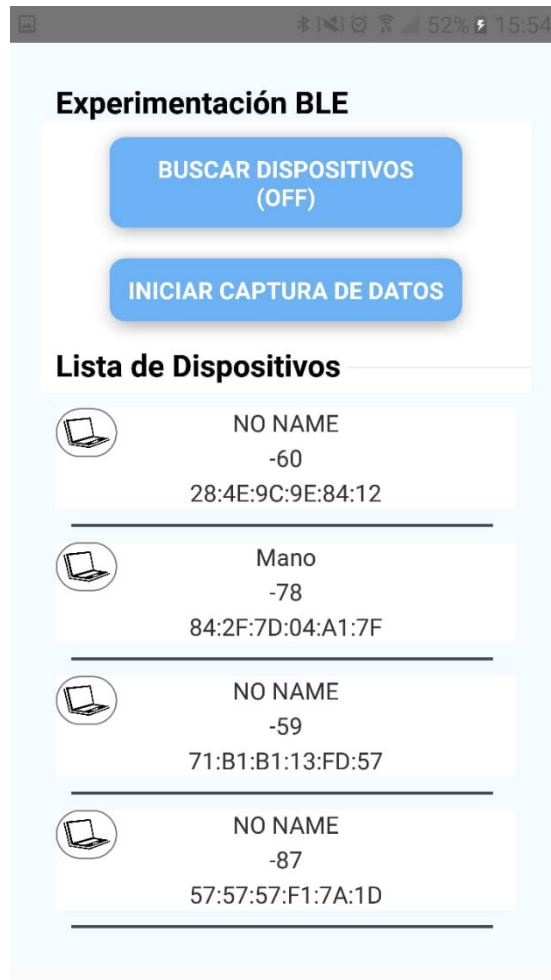 52% 15:54
Experimentación BLE
BUSCAR DISPOSITIVOS
(OFF)
INICIAR CAPTURA DE DATOS
Lista de Dispositivos
NO NAME
-60
28:4E:9C:9E:84:12
Mano
-78
84:2F:7D:04:A1:7F
NO NAME
-59
71:B1:B1:13:FD:57
NO NAME
-87
57:57:57:F1:7A:1D